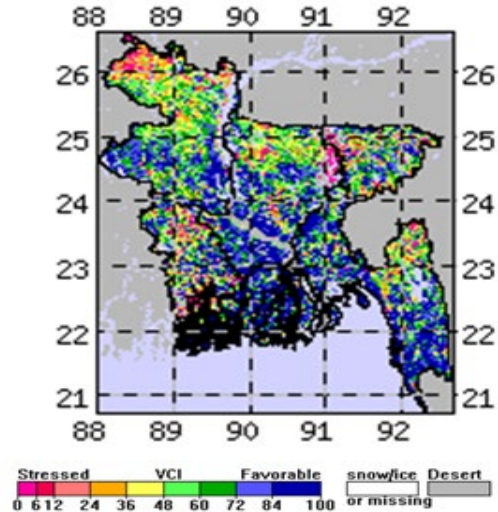 88 89 90 91 92
26 26
25 25
24 24
23 23
22 22
21 21
88 89 90 91 92
Stressed VCI Favorable snow/ice Desert
0 6 12 24 36 48 60 72 84 100 or missing